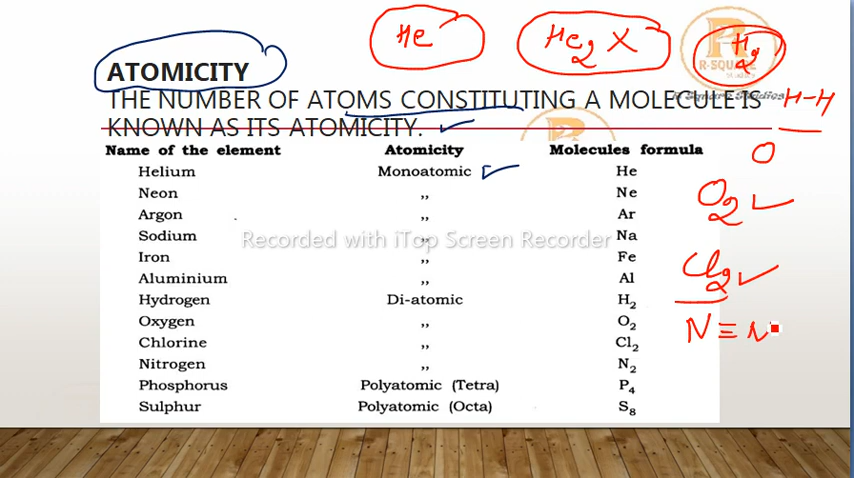 He He2 X H2
R-SQUARE
STUDIES
ATOMICITY
THE NUMBER OF ATOMS CONSTITUTING A MOLECULE IS
H-H
KNOWN AS ITS ATOMICITY.
Name of the element Atomicity Molecules formula
O
Helium Monoatomic He
Neon ,, Ne
O2
Argon ,, Ar
Sodium ,, Na
Recorded with iTop Screen Recorder
Iron ,, Fe
Cl2
Aluminium ,, Al
Hydrogen Di-atomic H2
Oxygen ,, O2
N≡N
Chlorine ,, Cl2
Nitrogen ,, N2
Phosphorus Polyatomic (Tetra) P4
Sulphur Polyatomic (Octa) S8